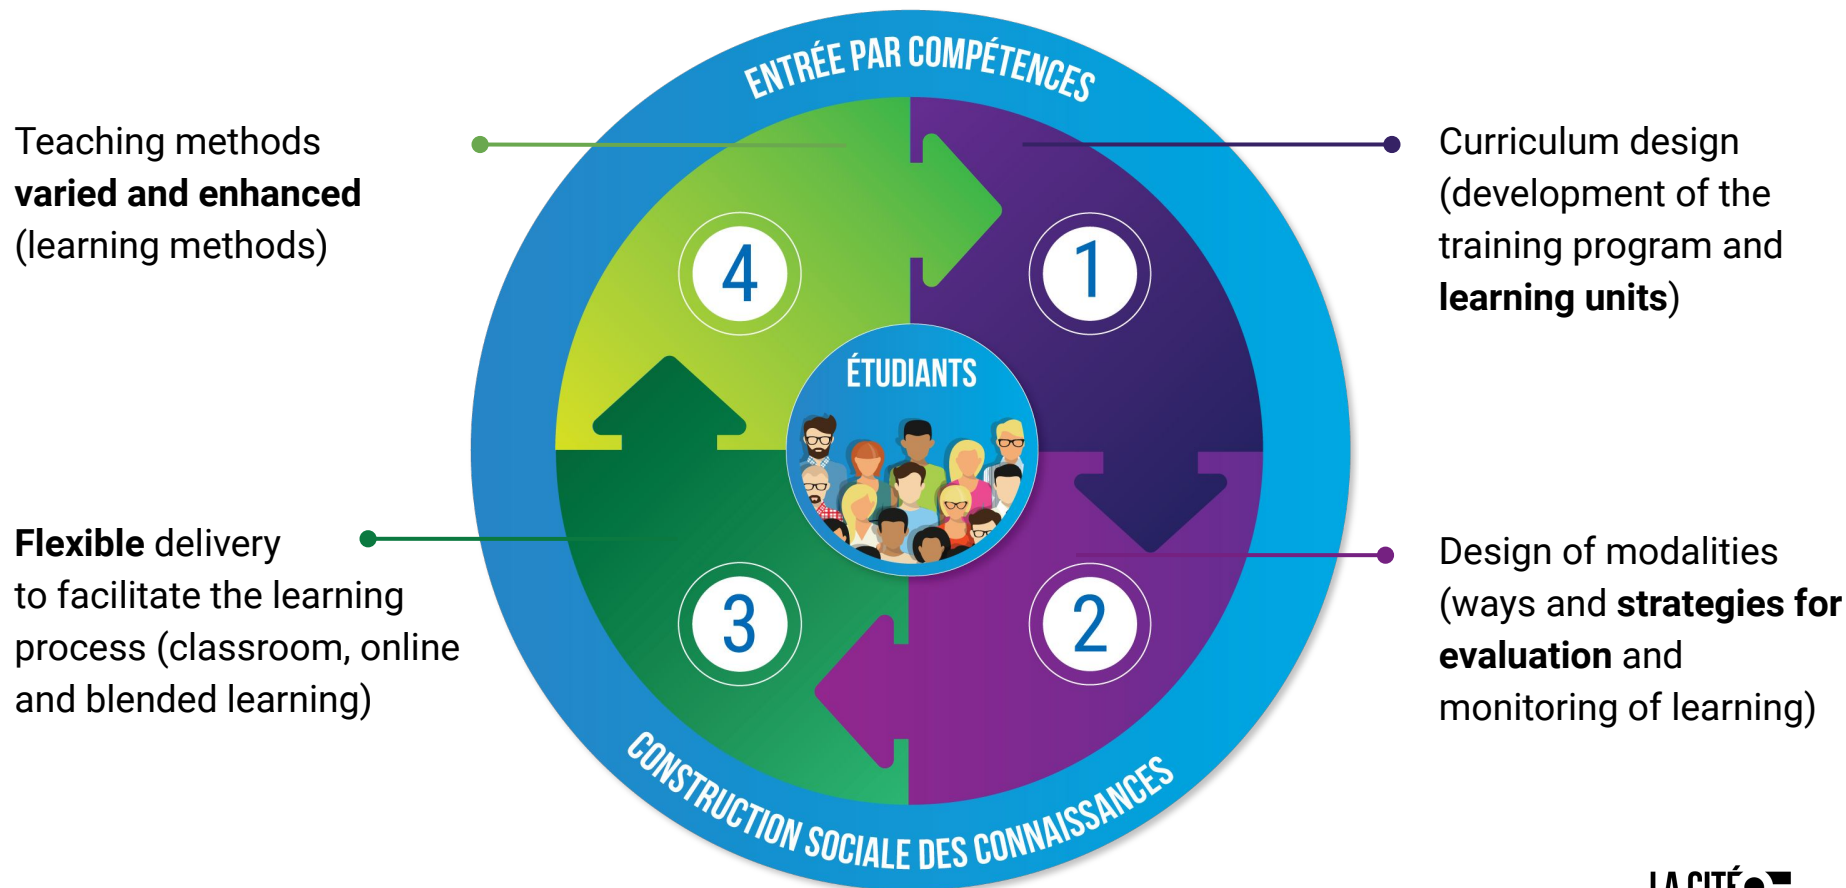 ENTRÉE PAR COMPÉTENCES
Teaching methods
varied and enhanced
(learning methods)
4
1
Curriculum design
(development of the
training program and
learning units)
ÉTUDIANTS
Flexible delivery
to facilitate the learning
process (classroom, online
and blended learning)
3
2
Design of modalities
(ways and strategies for
evaluation and
monitoring of learning)
CONSTRUCTION SOCIALE DES CONNAISSANCES
LA CITÉ